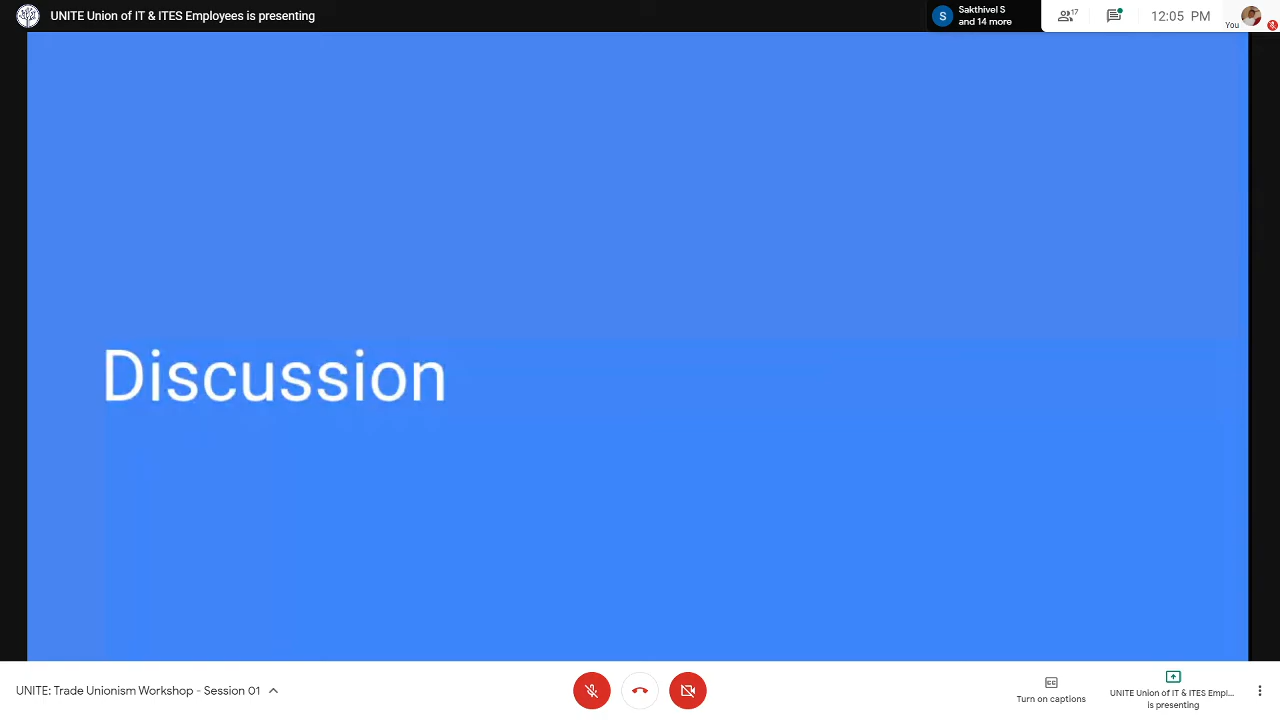 UNITE Union of IT & ITES Employees is presenting
S
Sakthivel S
and 14 more
17
12:05 PM
You
Discussion
UNITE: Trade Unionism Workshop - Session 01
CC
Turn on captions
UNITE Union of IT & ITES Empl...
is presenting